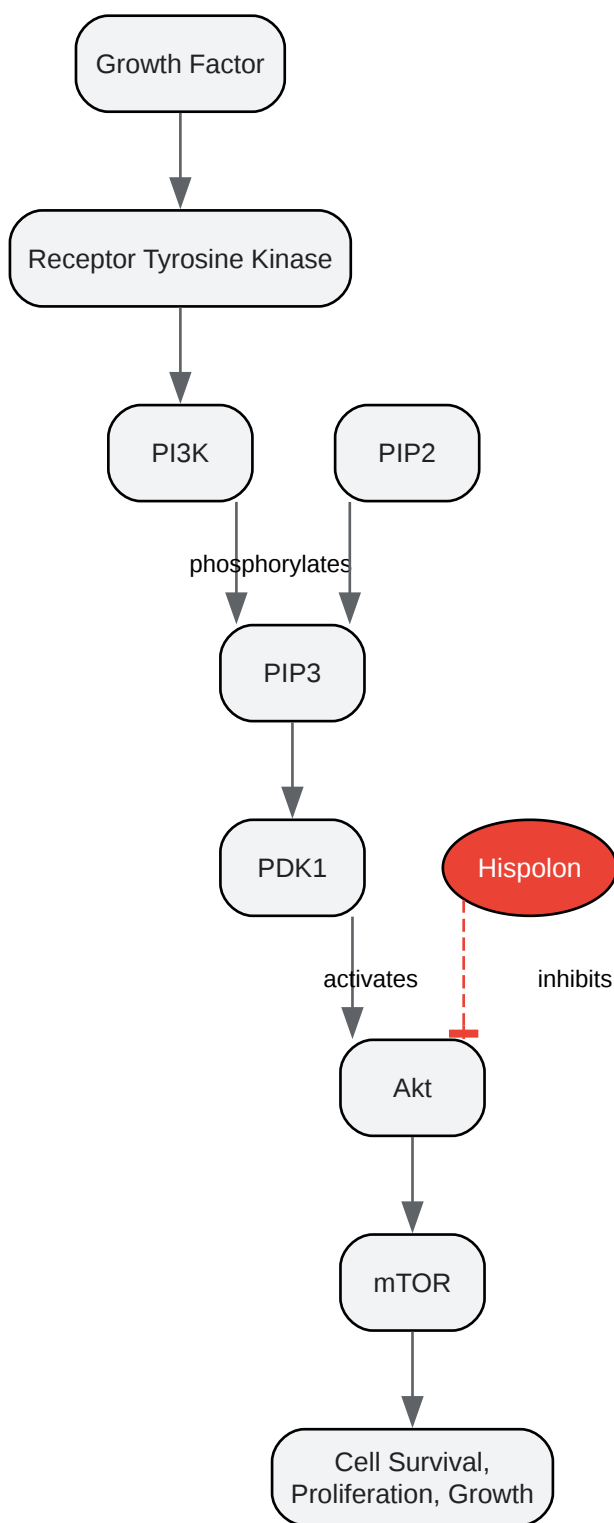 Growth Factor
Receptor Tyrosine Kinase
PI3K
PIP2
phosphorylates
PIP3
PDK1
Hispolon
activates
inhibits
Akt
mTOR
Cell Survival,
Proliferation, Growth